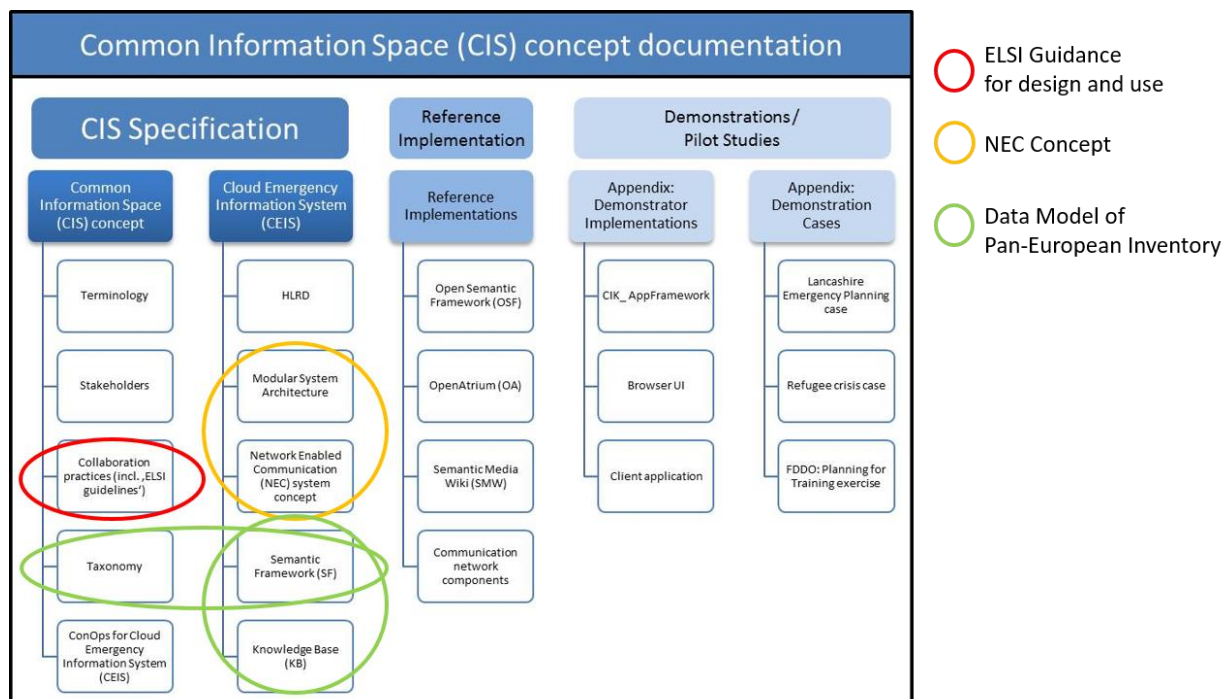 Common Information Space (CIS) concept documentation
CIS Specification
Reference
Implementation
Demonstrations/
Pilot Studies
Common
Information Space
(CIS) concept
Terminology
Stakeholders
Collaboration
practices (incl. ,ELSI
guidelines')
Taxonomy
ConOps for Cloud
Emergency
Information System
(CEIS)
Cloud Emergency
Information System
(CEIS)
HLRD
Modular System
Architecture
Network Enabled
Communication
(NEC) system
concept
Semantic
Framework (SF)
Knowledge Base
(KB)
Reference
Implementations
Open Semantic
Framework (OSF)
OpenAtrium (OA)
Semantic Media
Wiki (SMW)
Communication
network
components
Appendix:
Demonstrator
Implementations
CIK_ AppFramework
Browser UI
Client application
Appendix:
Demonstration
Cases
Lancashire
Emergency Planning
case
Refugee crisis case
FDDO: Planning for
Training exercise
ELSI Guidance
for design and use
NEC Concept
Data Model of
Pan-European Inventory